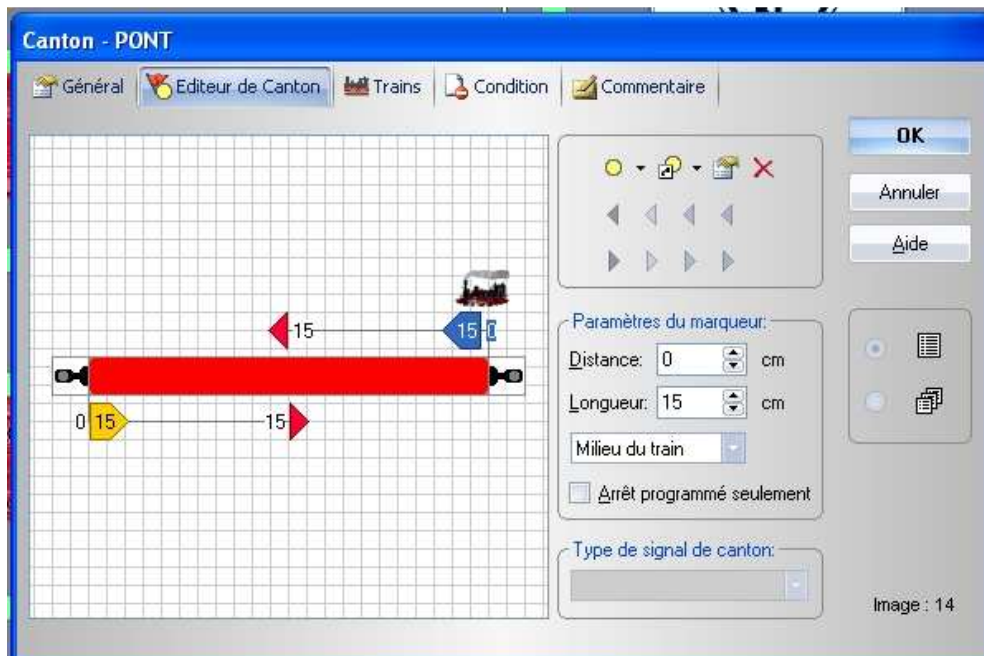 Canton - PONT
Général Editeur de Canton Trains Condition Commentaire
OK
Annuler
Aide
15 15 0
0 15 15
Paramètres du marqueur:
Distance: 0 cm
Longueur: 15 cm
Milieu du train
Arrêt programmé seulement
Type de signal de canton:
Image : 14